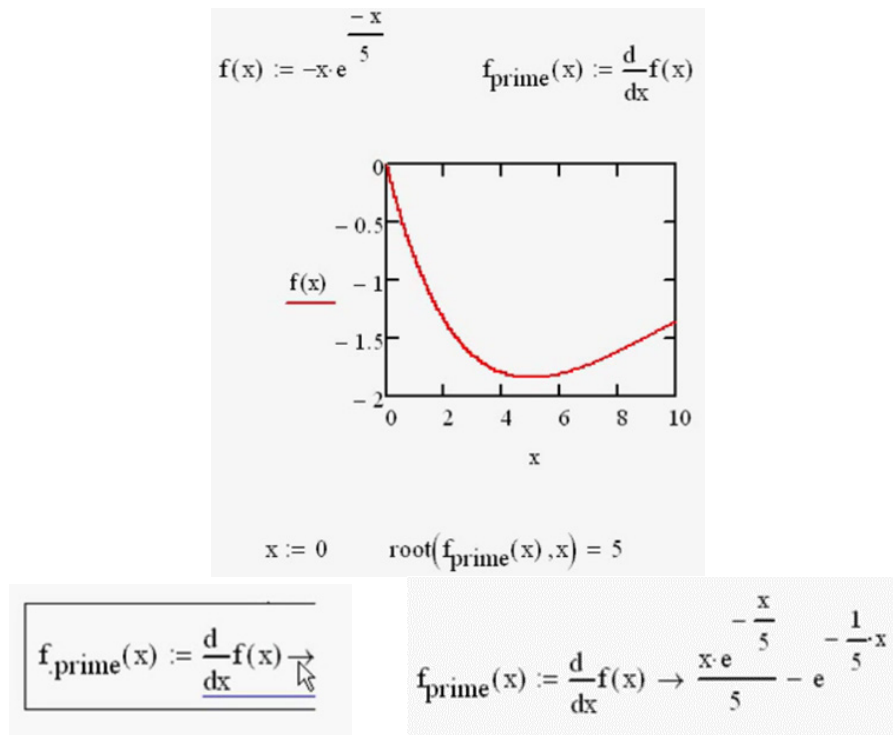 f(x) := −x·e^(−x/5)    f_prime(x) := d/dx f(x)
0
− 0.5
f(x)  − 1
− 1.5
− 2
0 2 4 6 8 10
x
x := 0    root(f_prime(x) ,x) = 5
f.prime(x) := d/dx f(x) →
f_prime(x) := d/dx f(x) → (x·e^(−x/5))/5 − e^(−1/5·x)